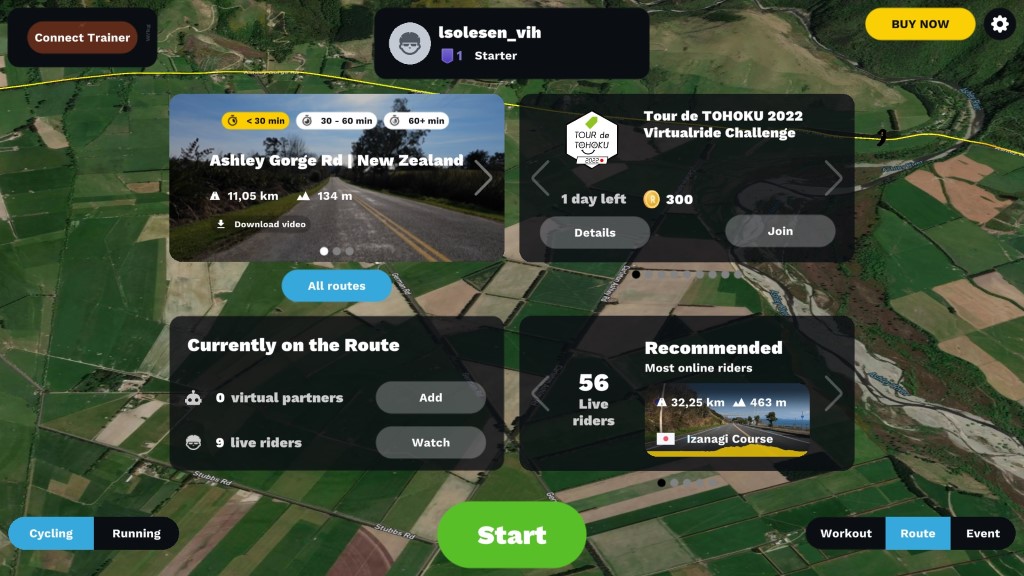 Connect Trainer
lsolesen_vih
1 Starter
BUY NOW
< 30 min
30 - 60 min
60+ min
Ashley Gorge Rd | New Zealand
11,05 km
134 m
Download video
All routes
TOUR de
TOHOKU
2022
Tour de TOHOKU 2022
Virtualride Challenge
1 day left
300
Details
Join
Currently on the Route
0 virtual partners
Add
9 live riders
Watch
Recommended
Most online riders
56
Live
riders
32,25 km
463 m
Izanagi Course
Stubbs Rd
Stubbs Rd
Cycling
Running
Start
Workout
Route
Event